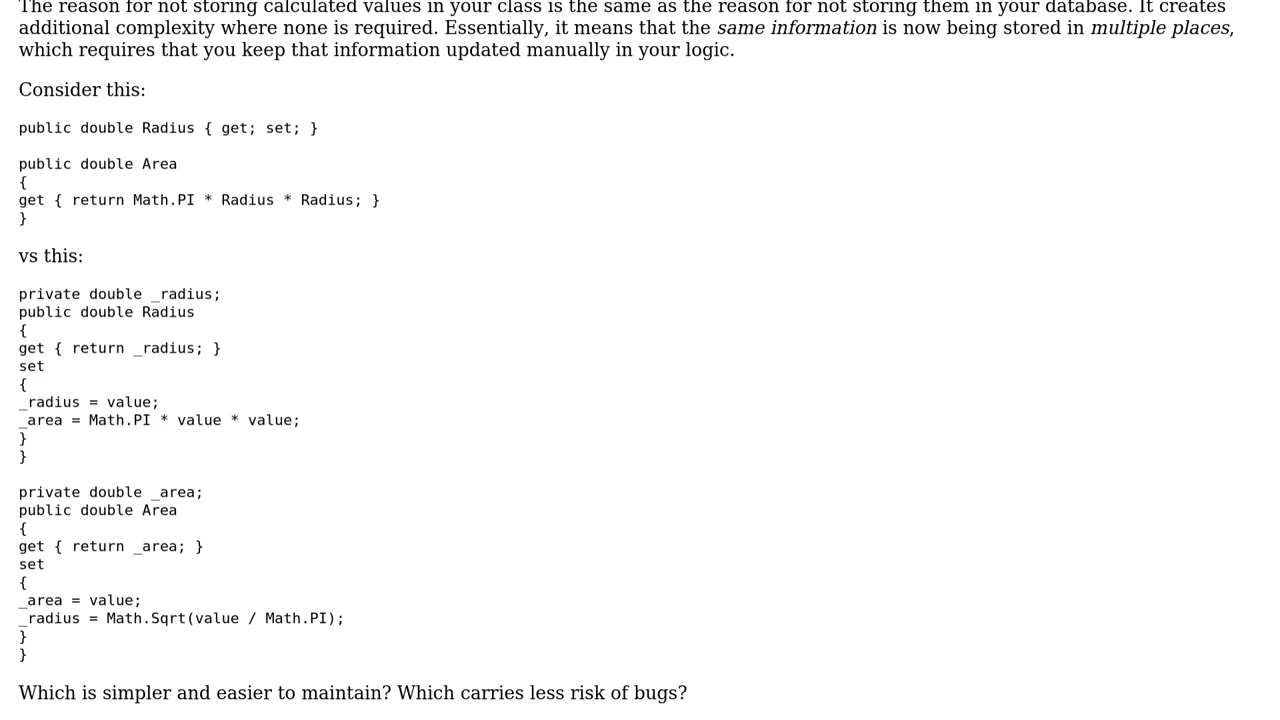 The reason for not storing calculated values in your class is the same as the reason for not storing them in your database. It creates
additional complexity where none is required. Essentially, it means that the same information is now being stored in multiple places,
which requires that you keep that information updated manually in your logic.
Consider this:
public double Radius { get; set; }
public double Area
{
get { return Math.PI * Radius * Radius; }
}
vs this:
private double _radius;
public double Radius
{
get { return _radius; }
set
{
_radius = value;
_area = Math.PI * value * value;
}
}
private double _area;
public double Area
{
get { return _area; }
set
{
_area = value;
_radius = Math.Sqrt(value / Math.PI);
}
}
Which is simpler and easier to maintain? Which carries less risk of bugs?